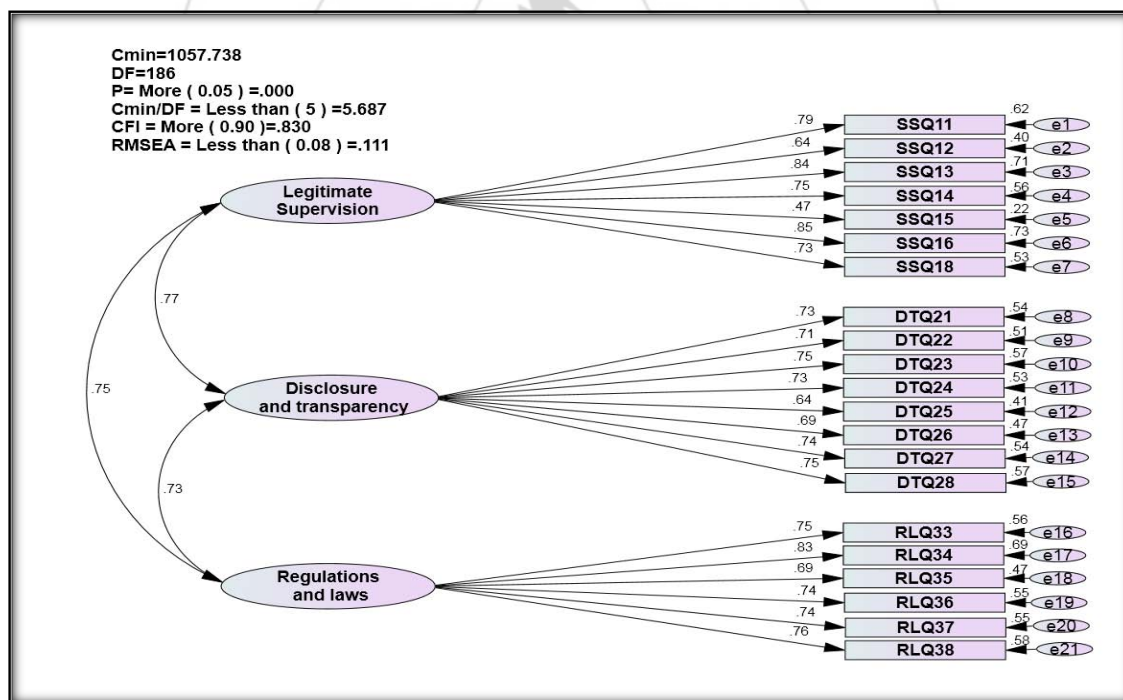 Cmin=1057.738
DF=186
P= More ( 0.05 ) =.000
Cmin/DF = Less than ( 5 ) =5.687
CFI = More ( 0.90 )=.830
RMSEA = Less than ( 0.08 ) =.111
Legitimate
Supervision
Disclosure
and transparency
Regulations
and laws
.77
.75
.73
.79
.64
.84
.75
.47
.85
.73
SSQ11 .62 e1
SSQ12 .40 e2
SSQ13 .71 e3
SSQ14 .56 e4
SSQ15 .22 e5
SSQ16 .73 e6
SSQ18 .53 e7
.73
.71
.75
.73
.64
.69
.74
.75
DTQ21 .54 e8
DTQ22 .51 e9
DTQ23 .57 e10
DTQ24 .53 e11
DTQ25 .41 e12
DTQ26 .47 e13
DTQ27 .54 e14
DTQ28 .57 e15
.75
.83
.69
.74
.74
.76
RLQ33 .56 e16
RLQ34 .69 e17
RLQ35 .47 e18
RLQ36 .55 e19
RLQ37 .55 e20
RLQ38 .58 e21